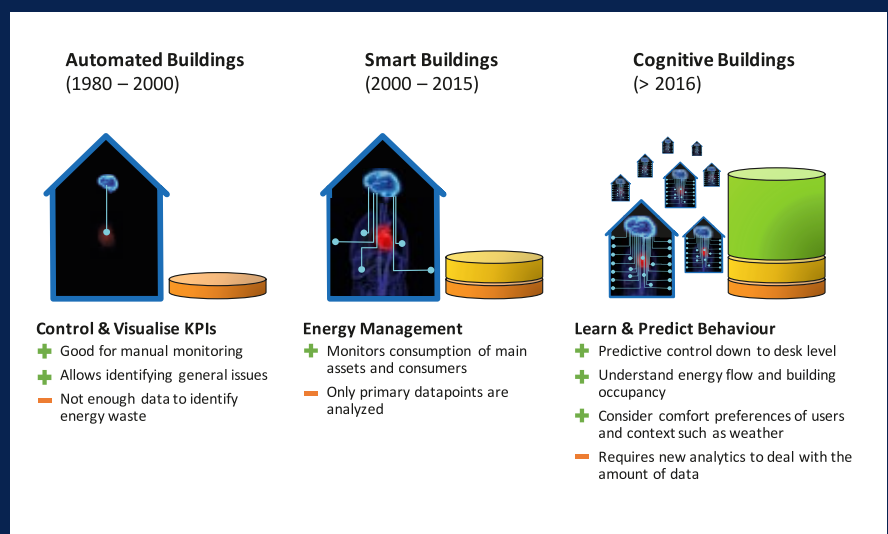 Automated Buildings
(1980 – 2000)
Control & Visualise KPIs
Good for manual monitoring
Allows identifying general issues
Not enough data to identify
energy waste
Smart Buildings
(2000 – 2015)
Energy Management
Monitors consumption of main
assets and consumers
Only primary datapoints are
analyzed
Cognitive Buildings
(> 2016)
Learn & Predict Behaviour
Predictive control down to desk level
Understand energy flow and building
occupancy
Consider comfort preferences of users
and context such as weather
Requires new analytics to deal with the
amount of data